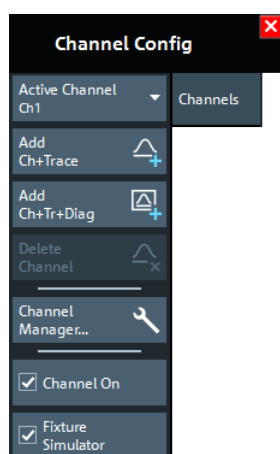 Channel Config
Active Channel
Ch1
Channels
Add
Ch+Trace
Add
Ch+Tr+Diag
Delete
Channel
Channel
Manager...
Channel On
Fixture
Simulator